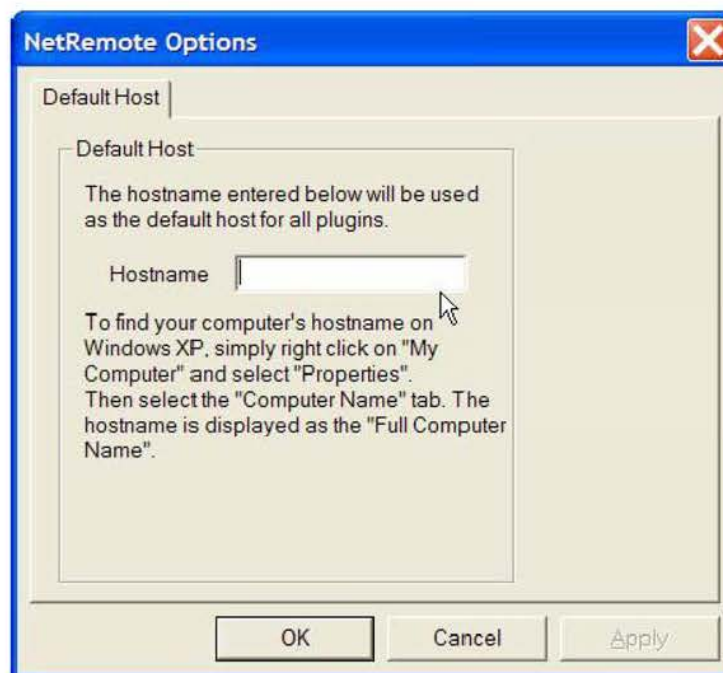 NetRemote Options
Default Host
Default Host
The hostname entered below will be used
as the default host for all plugins.
Hostname
To find your computer's hostname on
Windows XP, simply right click on "My
Computer" and select "Properties".
Then select the "Computer Name" tab. The
hostname is displayed as the "Full Computer
Name".
OK
Cancel
Apply